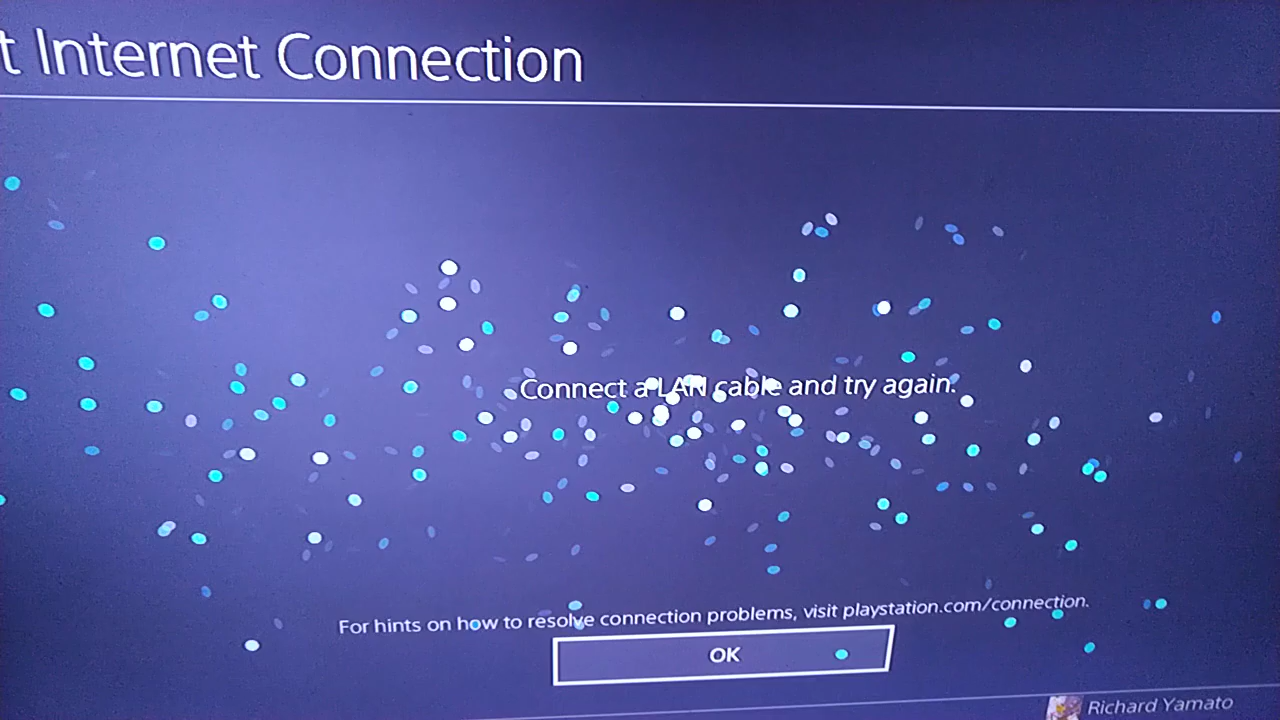 t Internet Connection
Connect a LAN cable and try again.
For hints on how to resolve connection problems, visit playstation.com/connection.
OK
Richard Yamato